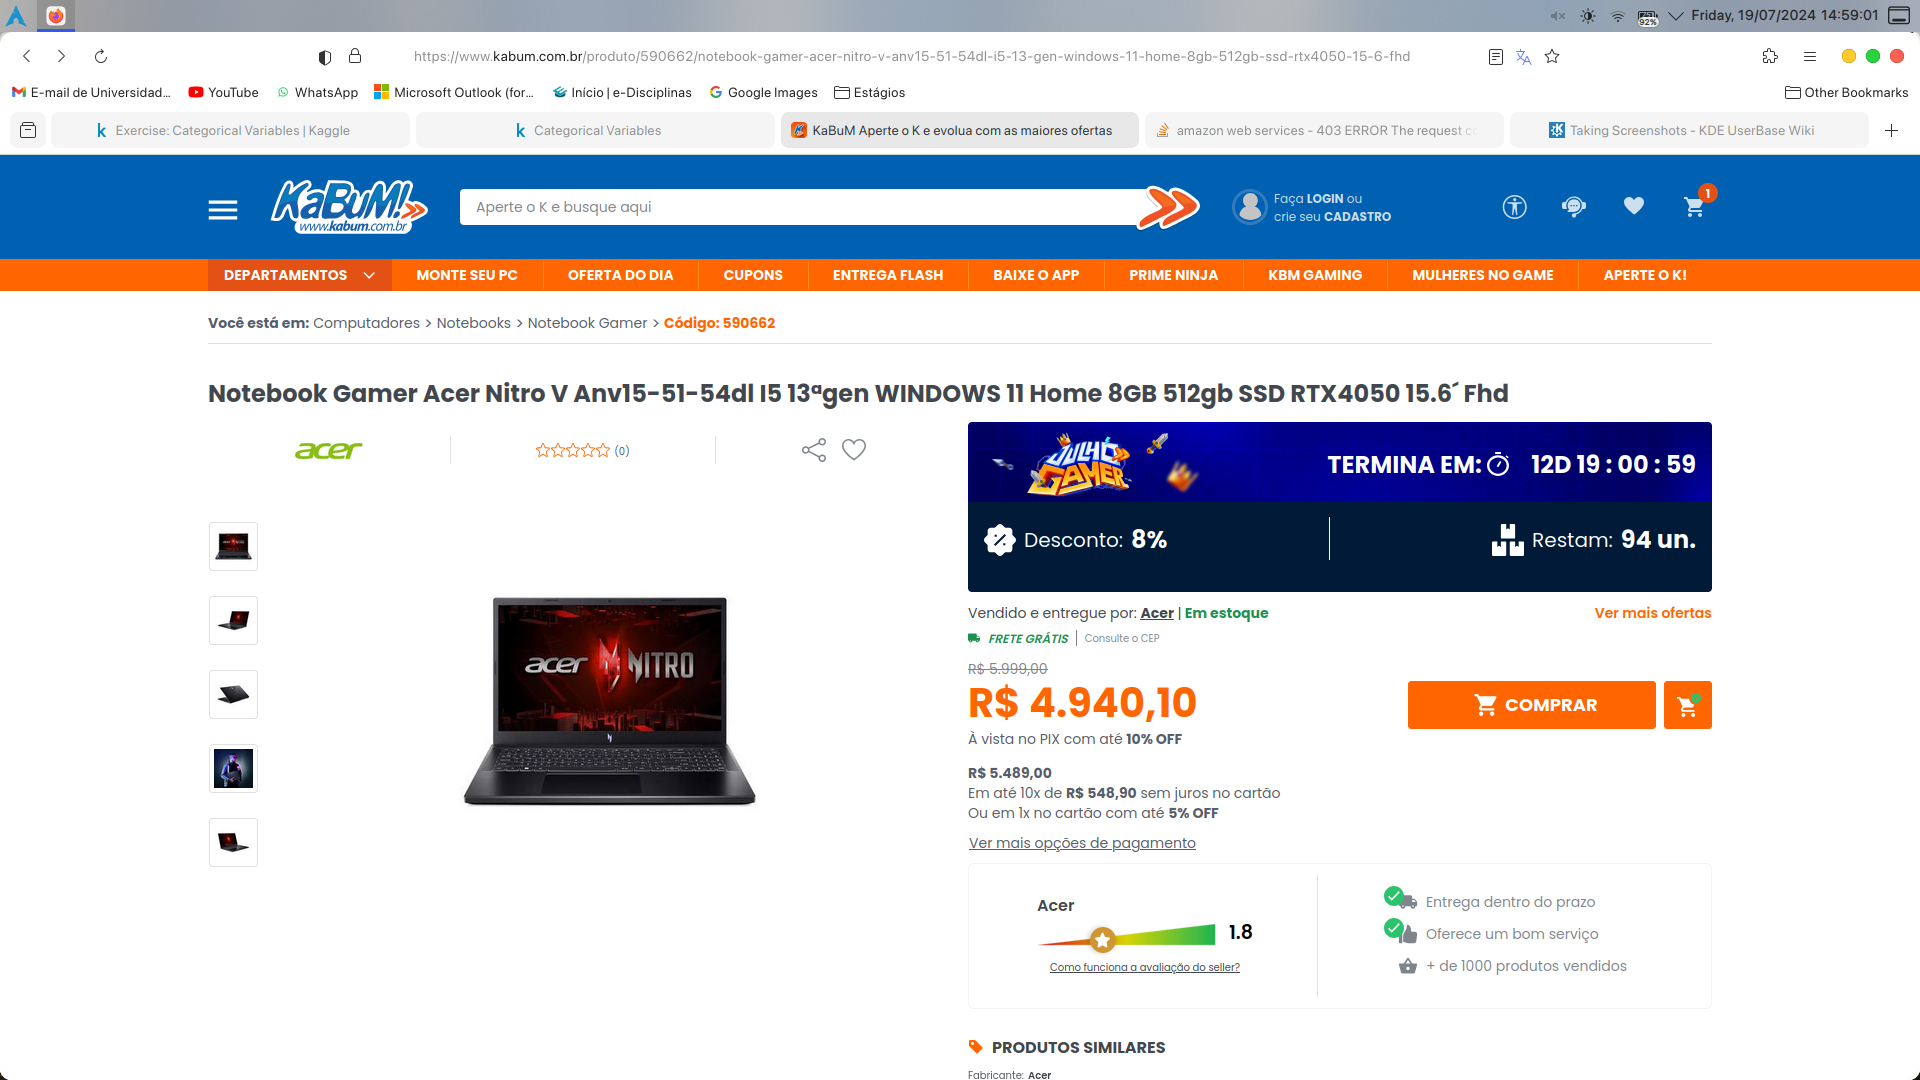 92%
Friday, 19/07/2024 14:59:01
https://www.kabum.com.br/produto/590662/notebook-gamer-acer-nitro-v-anv15-51-54dl-i5-13-gen-windows-11-home-8gb-512gb-ssd-rtx4050-15-6-fhd
E-mail de Universidad…
YouTube
WhatsApp
Microsoft Outlook (for…
Início | e-Disciplinas
Google Images
Estágios
Other Bookmarks
Exercise: Categorical Variables | Kaggle
Categorical Variables
KaBuM Aperte o K e evolua com as maiores ofertas
amazon web services - 403 ERROR The request c
Taking Screenshots - KDE UserBase Wiki
KaBuM!
www.kabum.com.br
Aperte o K e busque aqui
Faça LOGIN ou
crie seu CADASTRO
1
DEPARTAMENTOS
MONTE SEU PC
OFERTA DO DIA
CUPONS
ENTREGA FLASH
BAIXE O APP
PRIME NINJA
KBM GAMING
MULHERES NO GAME
APERTE O K!
Você está em: Computadores > Notebooks > Notebook Gamer > Código: 590662
Notebook Gamer Acer Nitro V Anv15-51-54dl I5 13ªgen WINDOWS 11 Home 8GB 512gb SSD RTX4050 15.6´ Fhd
acer
(0)
JULHO
GAMER
TERMINA EM: 12D 19 : 00 : 59
Desconto: 8%
Restam: 94 un.
acer NITRO
Vendido e entregue por: Acer | Em estoque
Ver mais ofertas
FRETE GRÁTIS | Consulte o CEP
R$ 5.999,00
R$ 4.940,10
COMPRAR
À vista no PIX com até 10% OFF
R$ 5.489,00
Em até 10x de R$ 548,90 sem juros no cartão
Ou em 1x no cartão com até 5% OFF
Ver mais opções de pagamento
Acer
1.8
Como funciona a avaliação do seller?
Entrega dentro do prazo
Oferece um bom serviço
+ de 1000 produtos vendidos
PRODUTOS SIMILARES
Fabricante: Acer